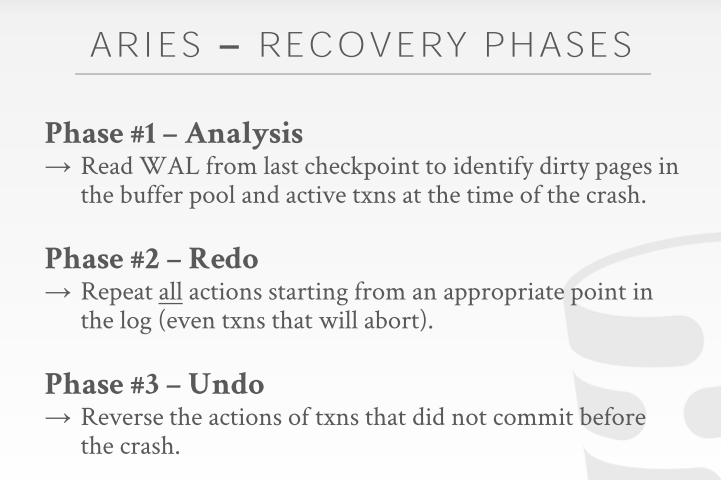 ARIES – RECOVERY PHASES
Phase #1 – Analysis
→ Read WAL from last checkpoint to identify dirty pages in
the buffer pool and active txns at the time of the crash.
Phase #2 – Redo
→ Repeat all actions starting from an appropriate point in
the log (even txns that will abort).
Phase #3 – Undo
→ Reverse the actions of txns that did not commit before
the crash.